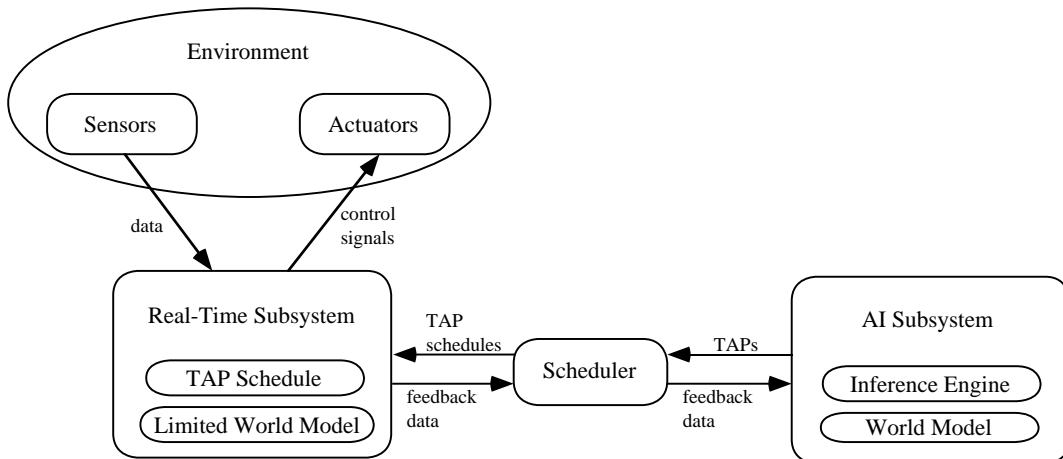 Environment
Sensors
Actuators
data
control
signals
Real-Time Subsystem
TAP Schedule
Limited World Model
TAP
schedules
feedback
data
Scheduler
TAPs
feedback
data
AI Subsystem
Inference Engine
World Model